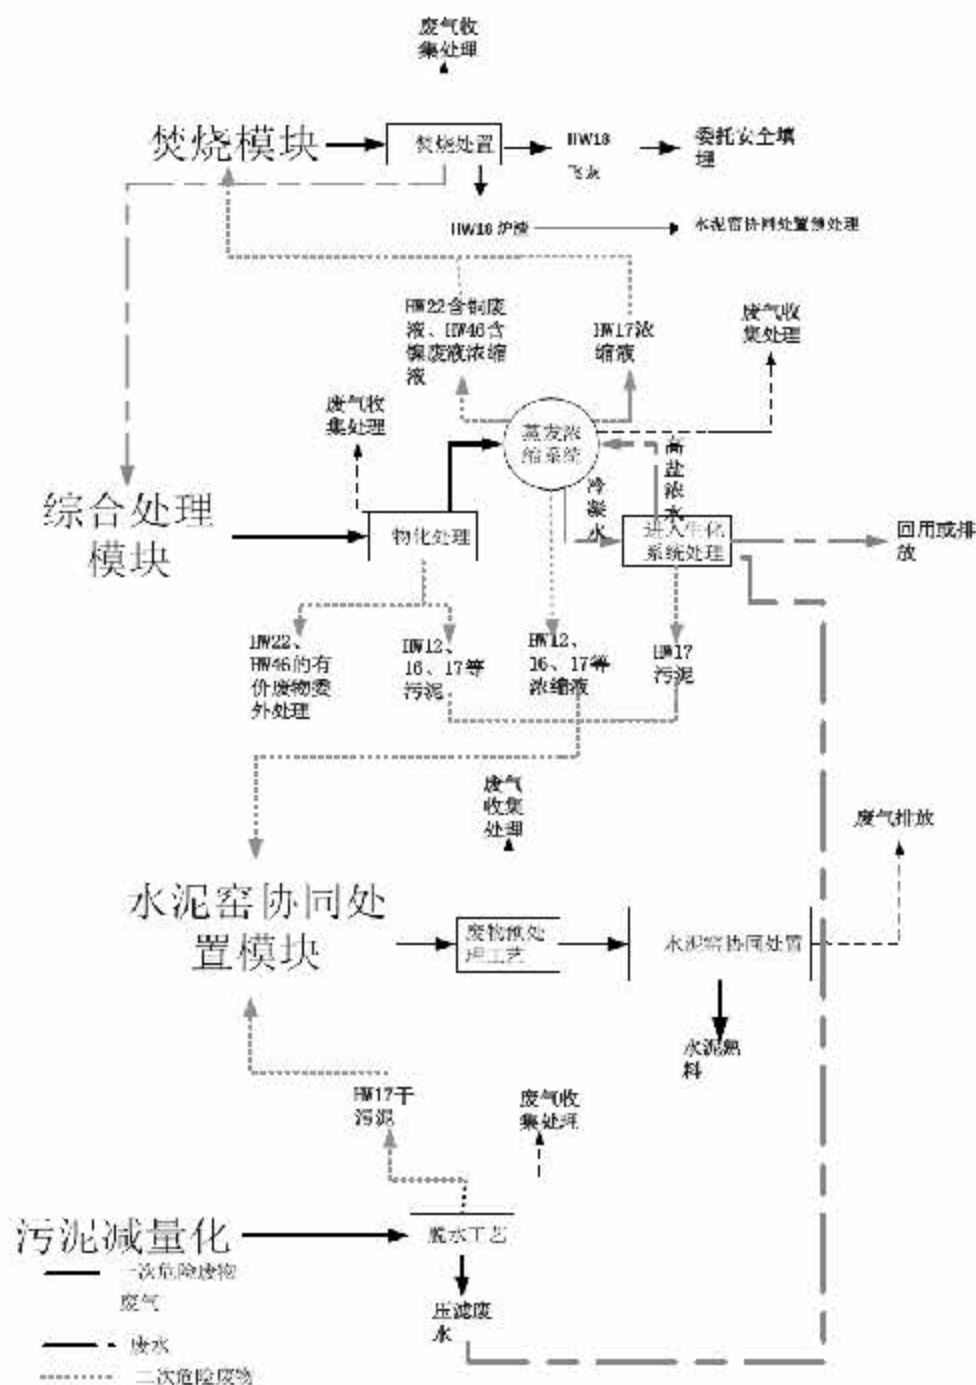 废气收
集处理
焚烧模块
焚烧处置
HW18
飞灰
委托安全填
埋
HW18 炉渣
水泥窑协同处置预处理
HW22含铜废
液、HW46含
镍废液浓缩
液
HW17浓
缩液
废气收
集处理
废气收
集处理
蒸发浓
缩系统
高盐浓水
冷凝水
综合处理
模块
物化处理
进入生化
系统处理
回用或排
放
HW22、
HW46的有
价废物委
外处理
HW12、
16、17等
污泥
HW12、
16、17等
浓缩液
HW17
污泥
废气
收集
处理
废气排放
水泥窑协同处
置模块
废物预处
理工艺
水泥窑协同处置
水泥熟
料
HW17干
污泥
废气收
集处理
污泥减量化
脱水工艺
一次危险废物
废气
压滤废
水
废水
二次危险废物